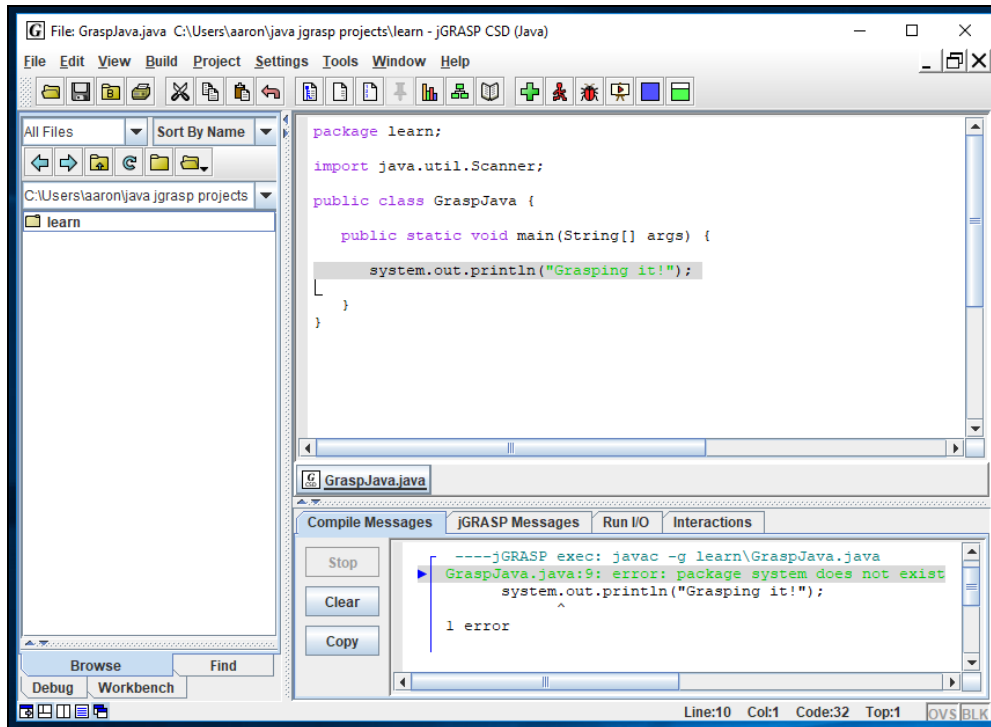 File: GraspJava.java  C:\Users\aaron\java jgrasp projects\learn - jGRASP CSD (Java)
File Edit View Build Project Settings Tools Window Help
All Files Sort By Name
C:\Users\aaron\java jgrasp projects
learn
package learn;
import java.util.Scanner;
public class GraspJava {
public static void main(String[] args) {
system.out.println("Grasping it!");
}
}
GraspJava.java
Browse Find
Debug Workbench
Compile Messages jGRASP Messages Run I/O Interactions
Stop
Clear
Copy
----jGRASP exec: javac -g learn\GraspJava.java
GraspJava.java:9: error: package system does not exist
system.out.println("Grasping it!");
^
1 error
Line:10 Col:1 Code:32 Top:1 OVS BLK